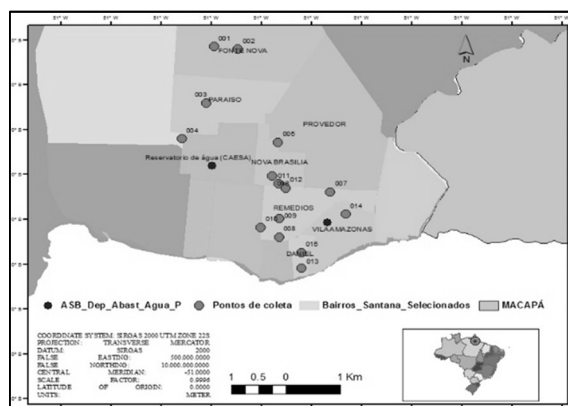 001
002
FONTE NOVA
003
PARAISO
004
PROVEDOR
Reservatorio de água (CAESA)
NOVA BRASILIA
011
012
007
014
REMEDIOS
009
010
VILA AMAZONAS
008
DANIEL
013
N
ASB_Dep_Abast_Agua_P
Pontos de coleta
Bairros_Santana_Selecionados
MACAPÁ
COORDINATE SYSTEM: SIRGAS 2000 UTM ZONE 22S
PROJECTION: TRANSVERSE MERCATOR
DATUM: SIRGAS 2000
FALSE EASTING: 500.000.0000
FALSE NORTHING: 10.000.000.0000
CENTRAL MERIDIAN: -51.0000
SCALE FACTOR: 0.9996
LATITUDE OF ORIGIN: 0.0000
UNITS: METER
1 0.5 0 1 Km